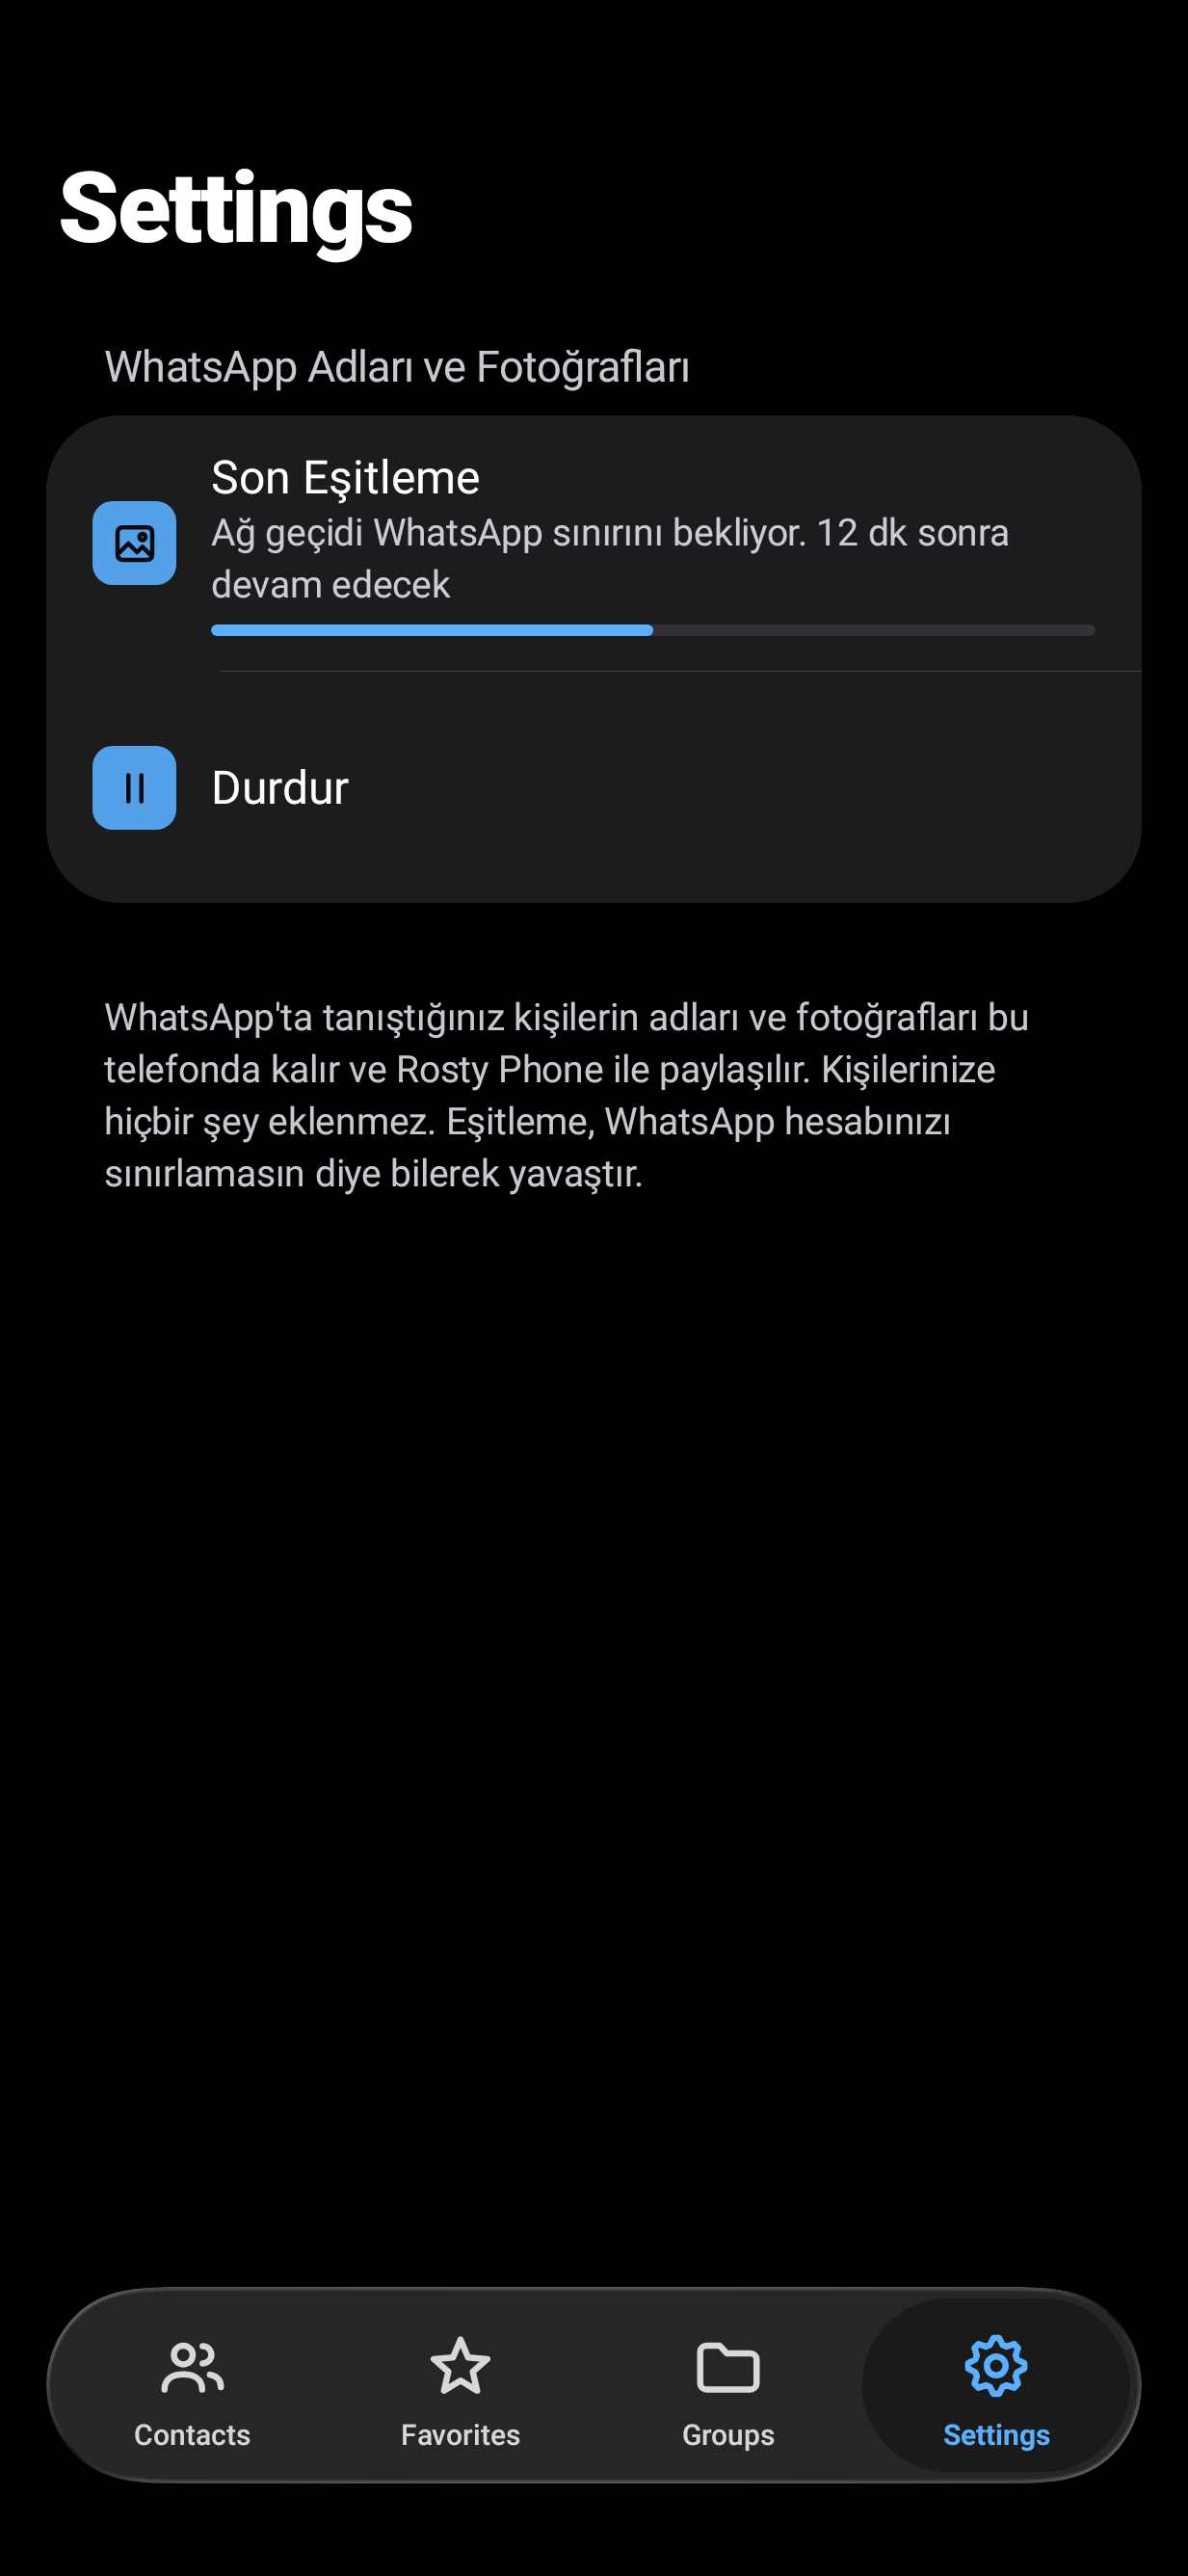 Settings
WhatsApp Adları ve Fotoğrafları
Son Eşitleme
Ağ geçidi WhatsApp sınırını bekliyor. 12 dk sonra
devam edecek
Durdur
WhatsApp'ta tanıştığınız kişilerin adları ve fotoğrafları bu
telefonda kalır ve Rosty Phone ile paylaşılır. Kişilerinize
hiçbir şey eklenmez. Eşitleme, WhatsApp hesabınızı
sınırlamasın diye bilerek yavaştır.
Contacts
Favorites
Groups
Settings